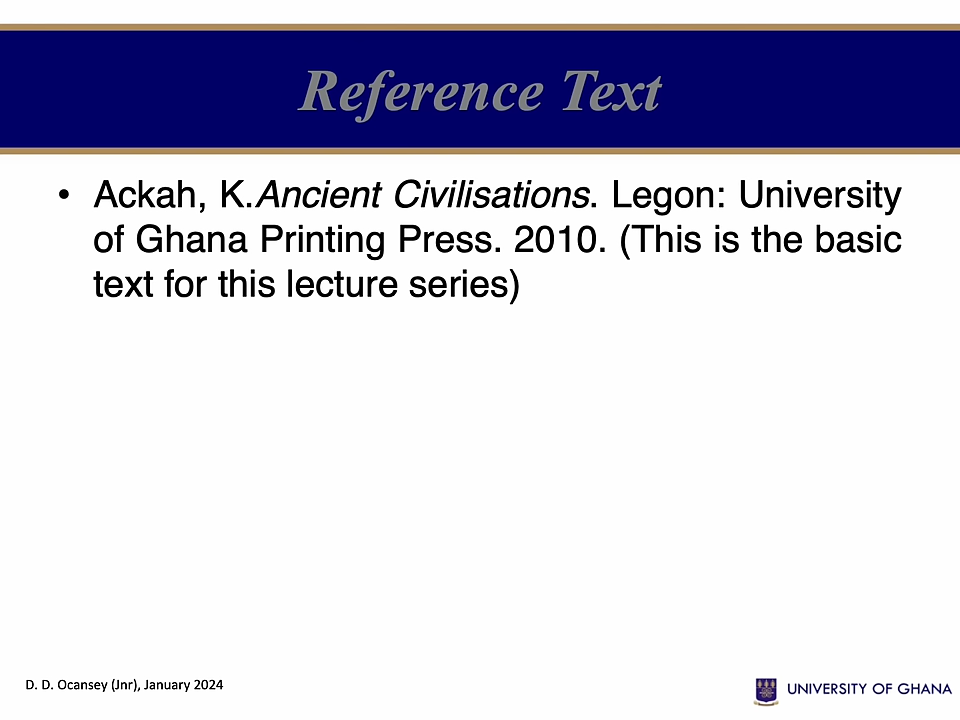 Reference Text
• Ackah, K.Ancient Civilisations. Legon: University
of Ghana Printing Press. 2010. (This is the basic
text for this lecture series)
D. D. Ocansey (Jnr), January 2024
UNIVERSITY OF GHANA